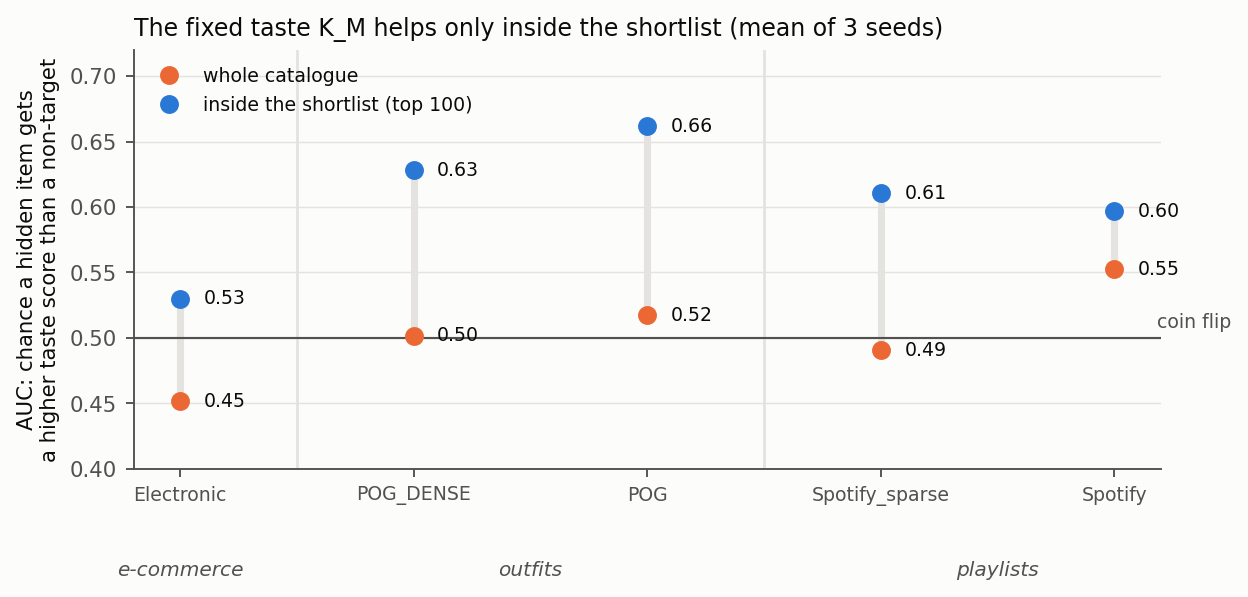 The fixed taste K_M helps only inside the shortlist (mean of 3 seeds)
AUC: chance a hidden item gets
a higher taste score than a non-target
0.70
0.65
0.60
0.55
0.50
0.45
0.40
whole catalogue
inside the shortlist (top 100)
0.53
0.45
0.63
0.50
0.66
0.52
0.61
0.49
0.60
0.55
coin flip
Electronic
POG_DENSE
POG
Spotify_sparse
Spotify
e-commerce
outfits
playlists